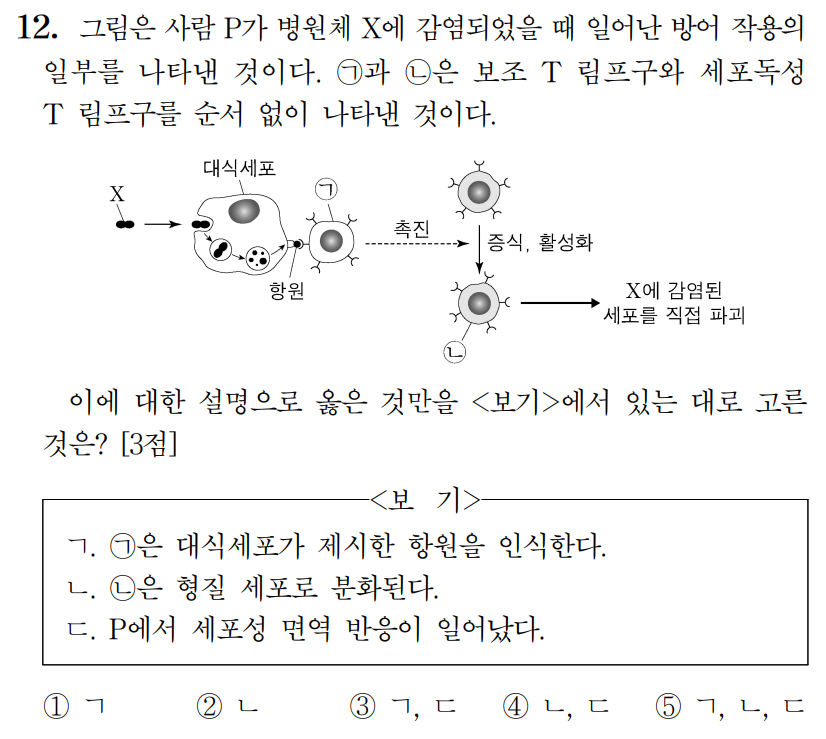 12. 그림은 사람 P가 병원체 X에 감염되었을 때 일어난 방어 작용의
일부를 나타낸 것이다. ㉠과 ㉡은 보조 T 림프구와 세포독성
T 림프구를 순서 없이 나타낸 것이다.
대식세포
X
㉠
촉진
증식, 활성화
항원
X에 감염된
세포를 직접 파괴
㉡
이에 대한 설명으로 옳은 것만을 <보기>에서 있는 대로 고른
것은? [3점]
<보 기>
ㄱ. ㉠은 대식세포가 제시한 항원을 인식한다.
ㄴ. ㉡은 형질 세포로 분화된다.
ㄷ. P에서 세포성 면역 반응이 일어났다.
① ㄱ ② ㄴ ③ ㄱ, ㄷ ④ ㄴ, ㄷ ⑤ ㄱ, ㄴ, ㄷ